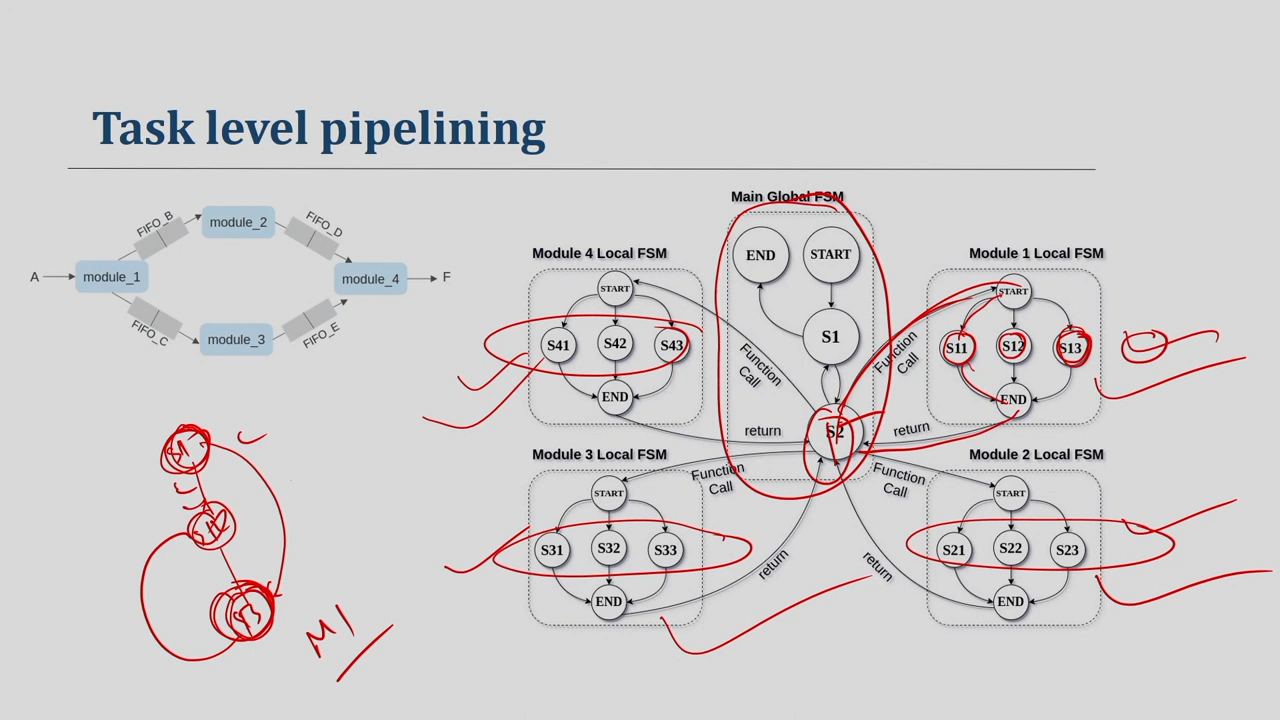 Task level pipelining
A
module_1
FIFO_B
module_2
FIFO_D
FIFO_C
module_3
FIFO_E
module_4
F
Main Global FSM
END
START
S1
S2
Module 4 Local FSM
START
S41
S42
S43
END
Function
Call
return
Module 1 Local FSM
START
S11
S12
S13
END
Function
Call
return
Module 3 Local FSM
START
S31
S32
S33
END
Function
Call
return
Module 2 Local FSM
START
S21
S22
S23
END
Function
Call
return
M1